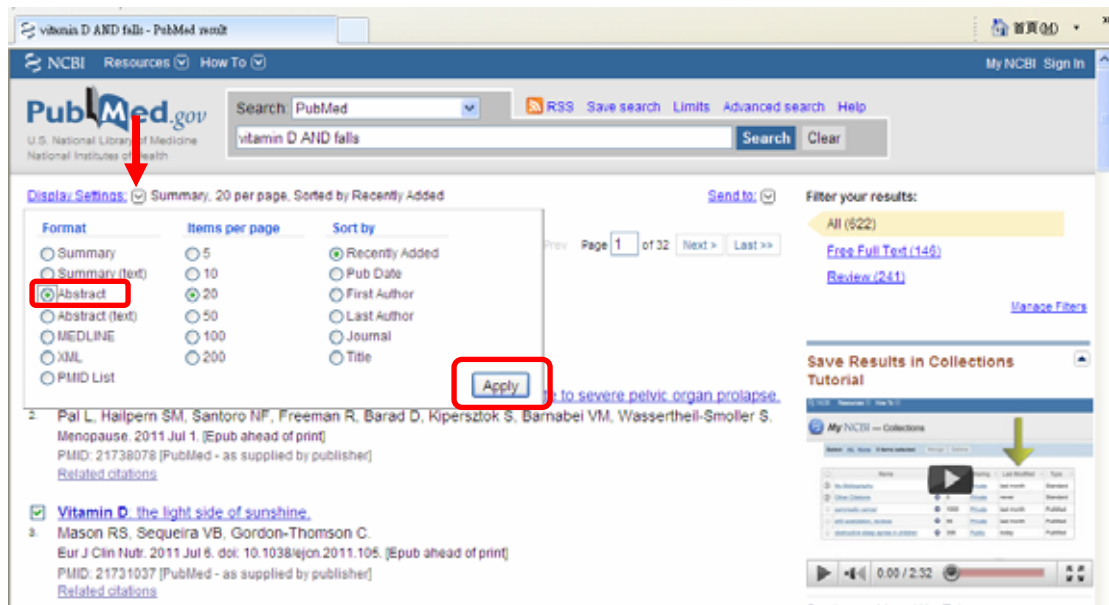 vitamin D AND falls - PubMed result
首頁(M)
NCBI Resources How To My NCBI Sign In
PubMed.gov
U.S. National Library of Medicine
National Institutes of Health
Search: PubMed
RSS Save search Limits Advanced search Help
vitamin D AND falls
Search Clear
Display Settings: Summary, 20 per page, Sorted by Recently Added
Send to:
Filter your results:
All (622)
Free Full Text (146)
Review (241)
Manage Filters
Format Items per page Sort by
Summary 5 Recently Added
Summary (text) 10 Pub Date
Abstract 20 First Author
Abstract (text) 50 Last Author
MEDLINE 100 Journal
XML 200 Title
PMID List
Apply
Prev Page 1 of 32 Next > Last >>
to severe pelvic organ prolapse.
2. Pal L, Hailpern SM, Santoro NF, Freeman R, Barad D, Kipersztok S, Barnabei VM, Wassertheil-Smoller S.
Menopause. 2011 Jul 1. [Epub ahead of print]
PMID: 21738078 [PubMed - as supplied by publisher]
Related citations
Vitamin D: the light side of sunshine.
3. Mason RS, Sequeira VB, Gordon-Thomson C.
Eur J Clin Nutr. 2011 Jul 6. doi: 10.1038/ejcn.2011.105. [Epub ahead of print]
PMID: 21731037 [PubMed - as supplied by publisher]
Related citations
Save Results in Collections
Tutorial
My NCBI — Collections
Name Last Modified Type
0:00 / 2:32